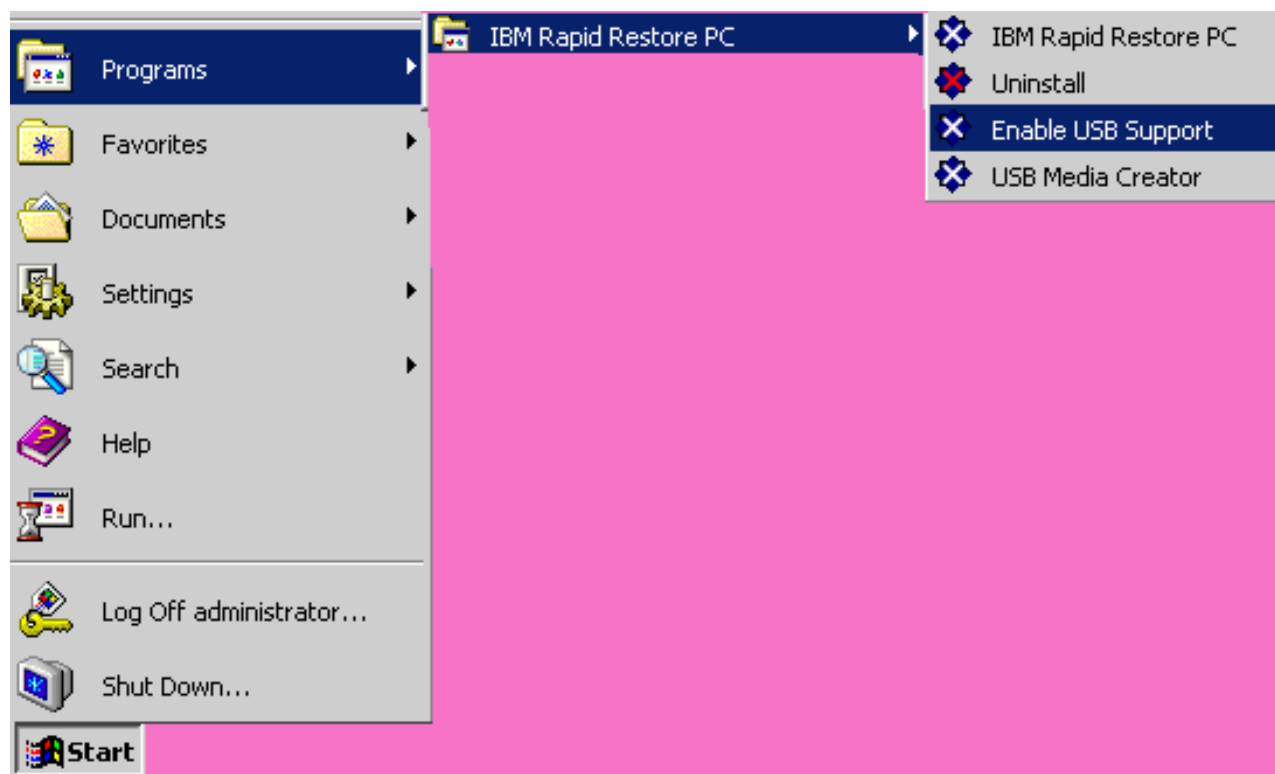 Programs
Favorites
Documents
Settings
Search
Help
Run...
Log Off administrator...
Shut Down...
Start
IBM Rapid Restore PC
IBM Rapid Restore PC
Uninstall
Enable USB Support
USB Media Creator